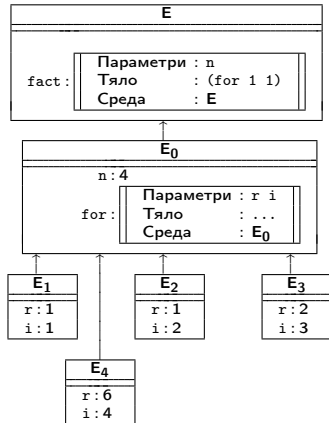 E
Параметри : n
fact : Тяло : (for 1 1)
Среда : E
E0
n : 4
Параметри : r i
for : Тяло : ...
Среда : E0
E1 E2 E3
r : 1 r : 1 r : 2
i : 1 i : 2 i : 3
E4
r : 6
i : 4